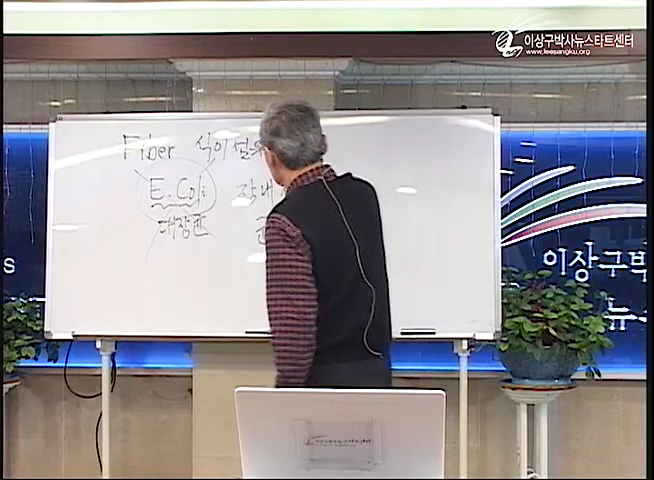 이상구박사뉴스타트센터
www.leesangku.org
Fiber 식이섬유
E. Coli 장내
대장균
이상구박
뉴
s